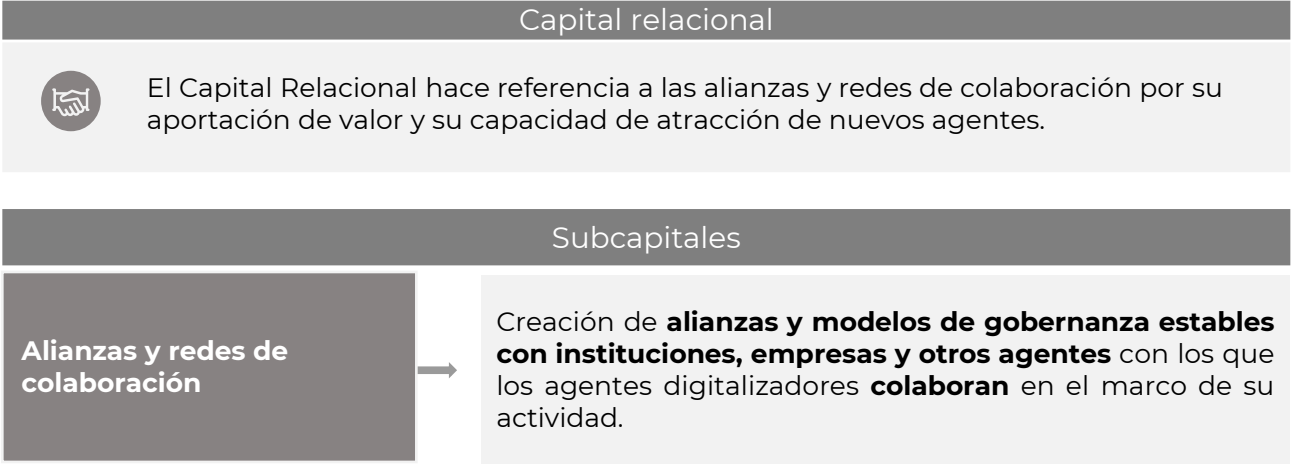 Capital relacional
El Capital Relacional hace referencia a las alianzas y redes de colaboración por su
aportación de valor y su capacidad de atracción de nuevos agentes.
Subcapitales
Alianzas y redes de
colaboración
Creación de alianzas y modelos de gobernanza estables
con instituciones, empresas y otros agentes con los que
los agentes digitalizadores colaboran en el marco de su
actividad.